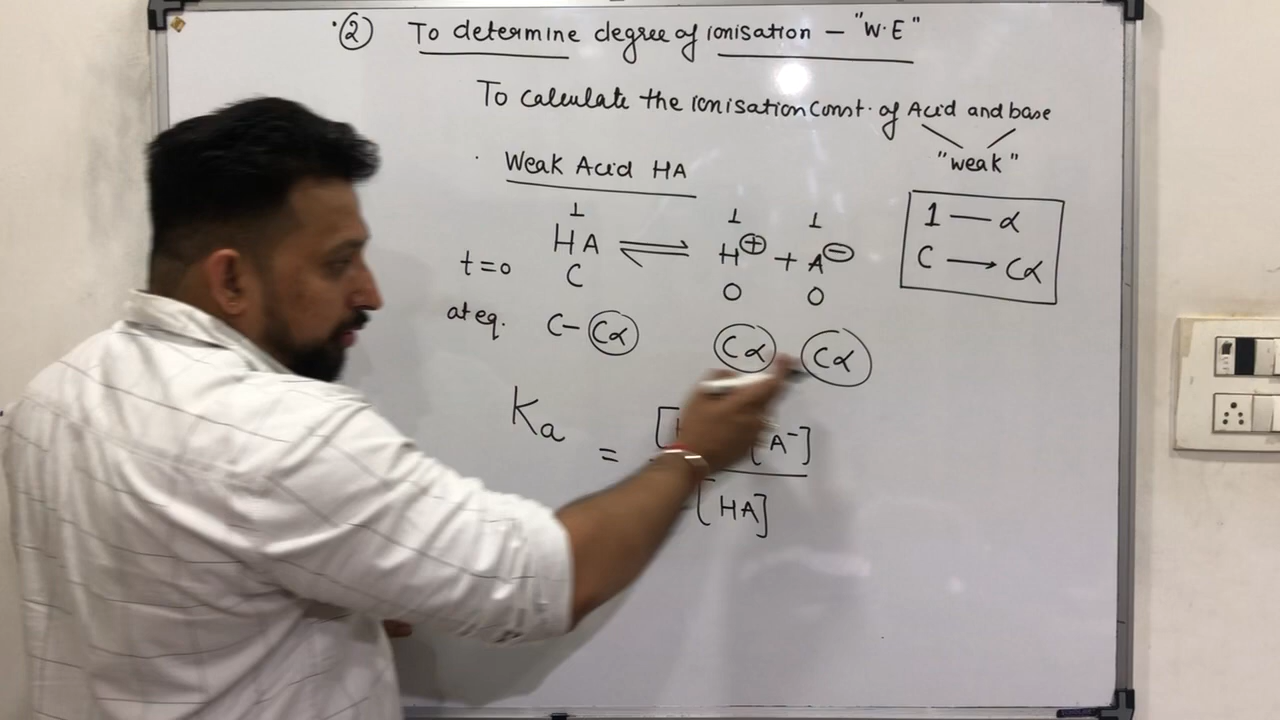 ② To determine degree of ionisation — "W.E"
To calculate the ionisation Const. of Acid and base
"weak"
Weak Acid HA
1 — α
C → Cα
1 1 1
HA ⇌ H⊕ + A⊖
t=0 C 0 0
at eq. C - Cα Cα Cα
Ka = [ [A⁻]
[HA]